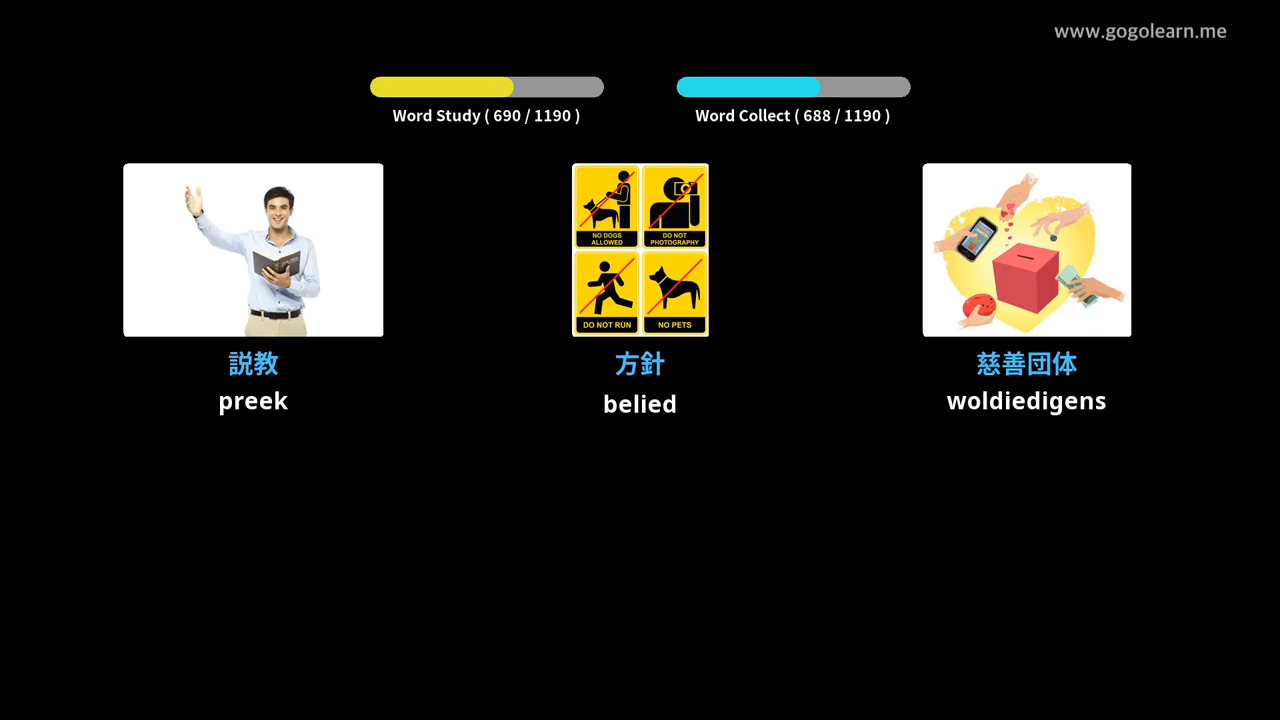 www.gogolearn.me
Word Study ( 690 / 1190 )
Word Collect ( 688 / 1190 )
NO DOGS
ALLOWED
DO NOT
PHOTOGRAPHY
DO NOT RUN
NO PETS
説教
方針
慈善団体
preek
belied
woldiedigens